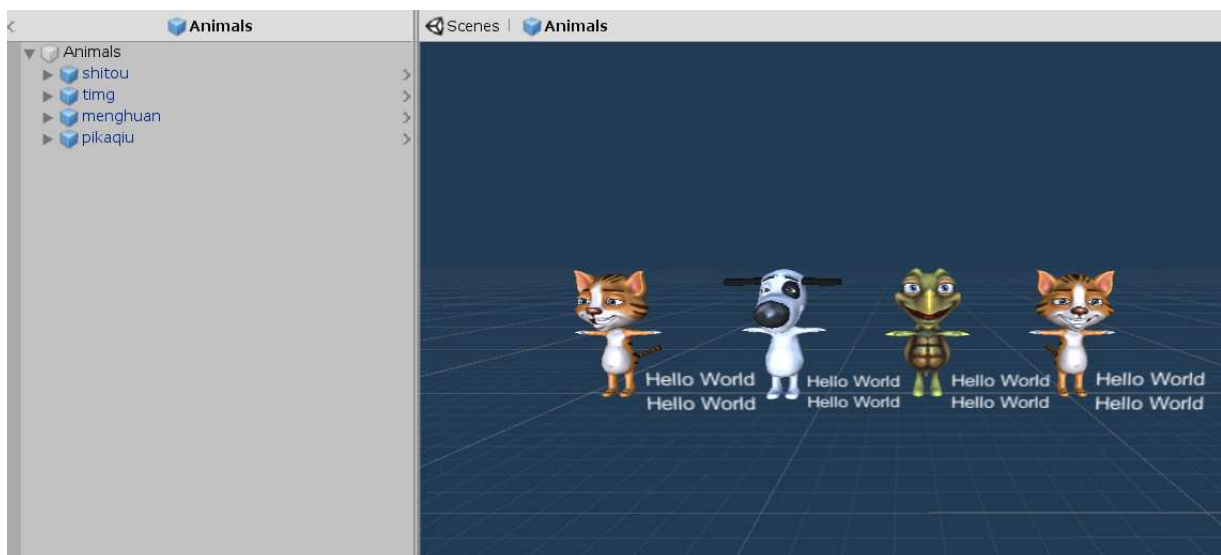 Animals
Scenes | Animals
Animals
shitou
timg
menghuan
pikaqiu
Hello World Hello World Hello World Hello World
Hello World Hello World Hello World Hello World